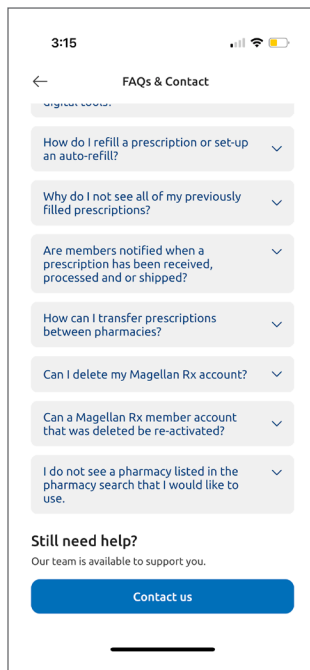 3:15
FAQs & Contact
digital tools?
How do I refill a prescription or set-up
an auto-refill?
Why do I not see all of my previously
filled prescriptions?
Are members notified when a
prescription has been received,
processed and or shipped?
How can I transfer prescriptions
between pharmacies?
Can I delete my Magellan Rx account?
Can a Magellan Rx member account
that was deleted be re-activated?
I do not see a pharmacy listed in the
pharmacy search that I would like to
use.
Still need help?
Our team is available to support you.
Contact us